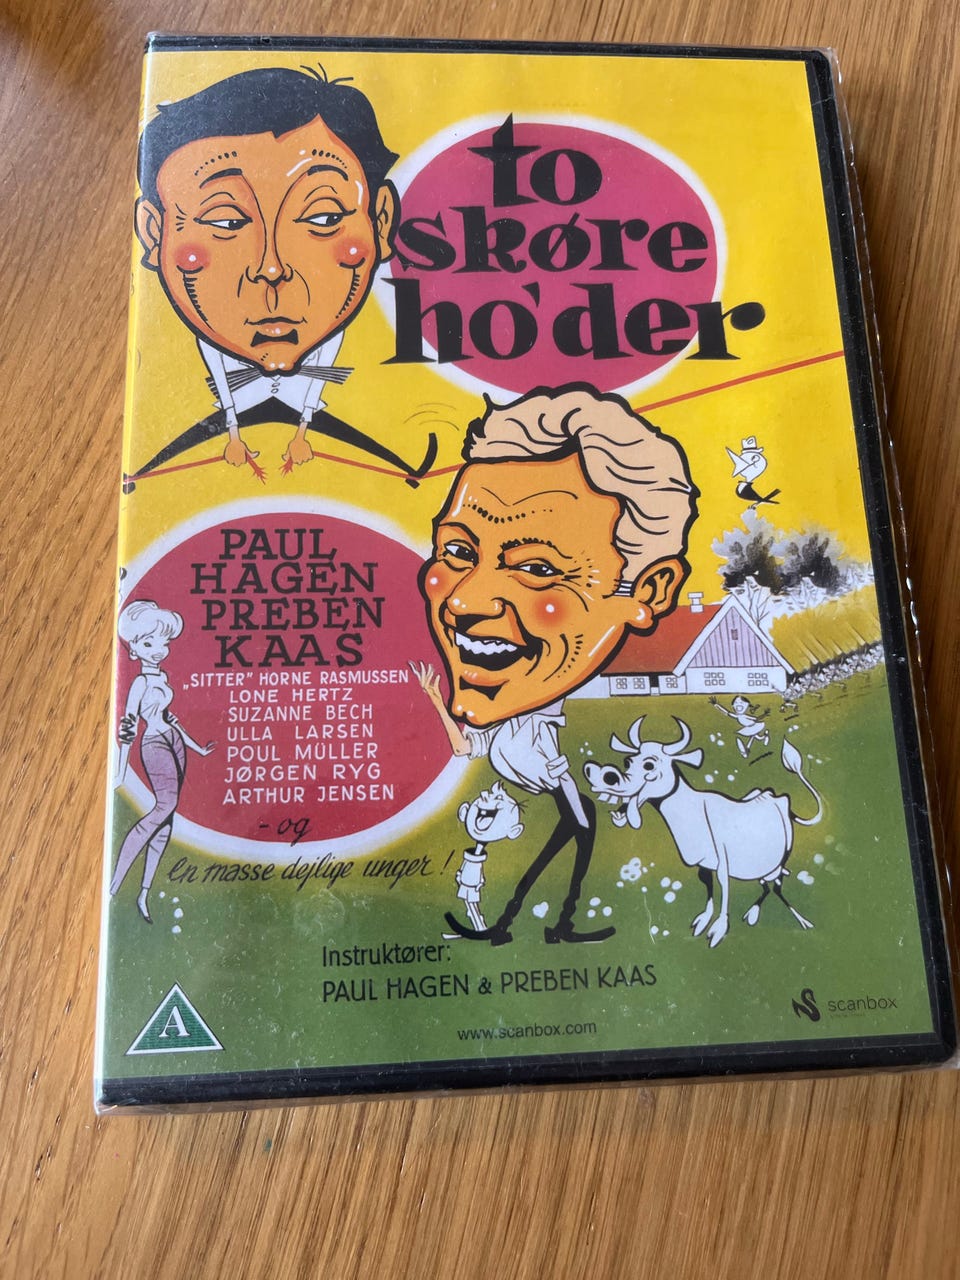 to
skøre
ho'der
PAUL
HAGEN
PREBEN
KAAS
„SITTER" HORNE RASMUSSEN
LONE HERTZ
SUZANNE BECH
ULLA LARSEN
POUL MÜLLER
JØRGEN RYG
ARTHUR JENSEN
- og
en masse dejlige unger!
Instruktører:
PAUL HAGEN & PREBEN KAAS
A
scanbox
www.scanbox.com